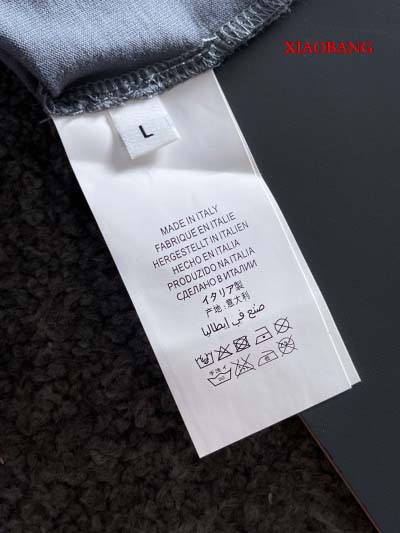 XIAOBANG
L
MADE IN ITALY
FABRIQUE EN ITALIE
HERGESTELLT IN ITALIEN
HECHO EN ITALIA
PRODUZIDO NA ITALIA
СДЕЛАНО В ИТАЛИИ
イタリア製
产地:意大利
صنع في إيطاليا